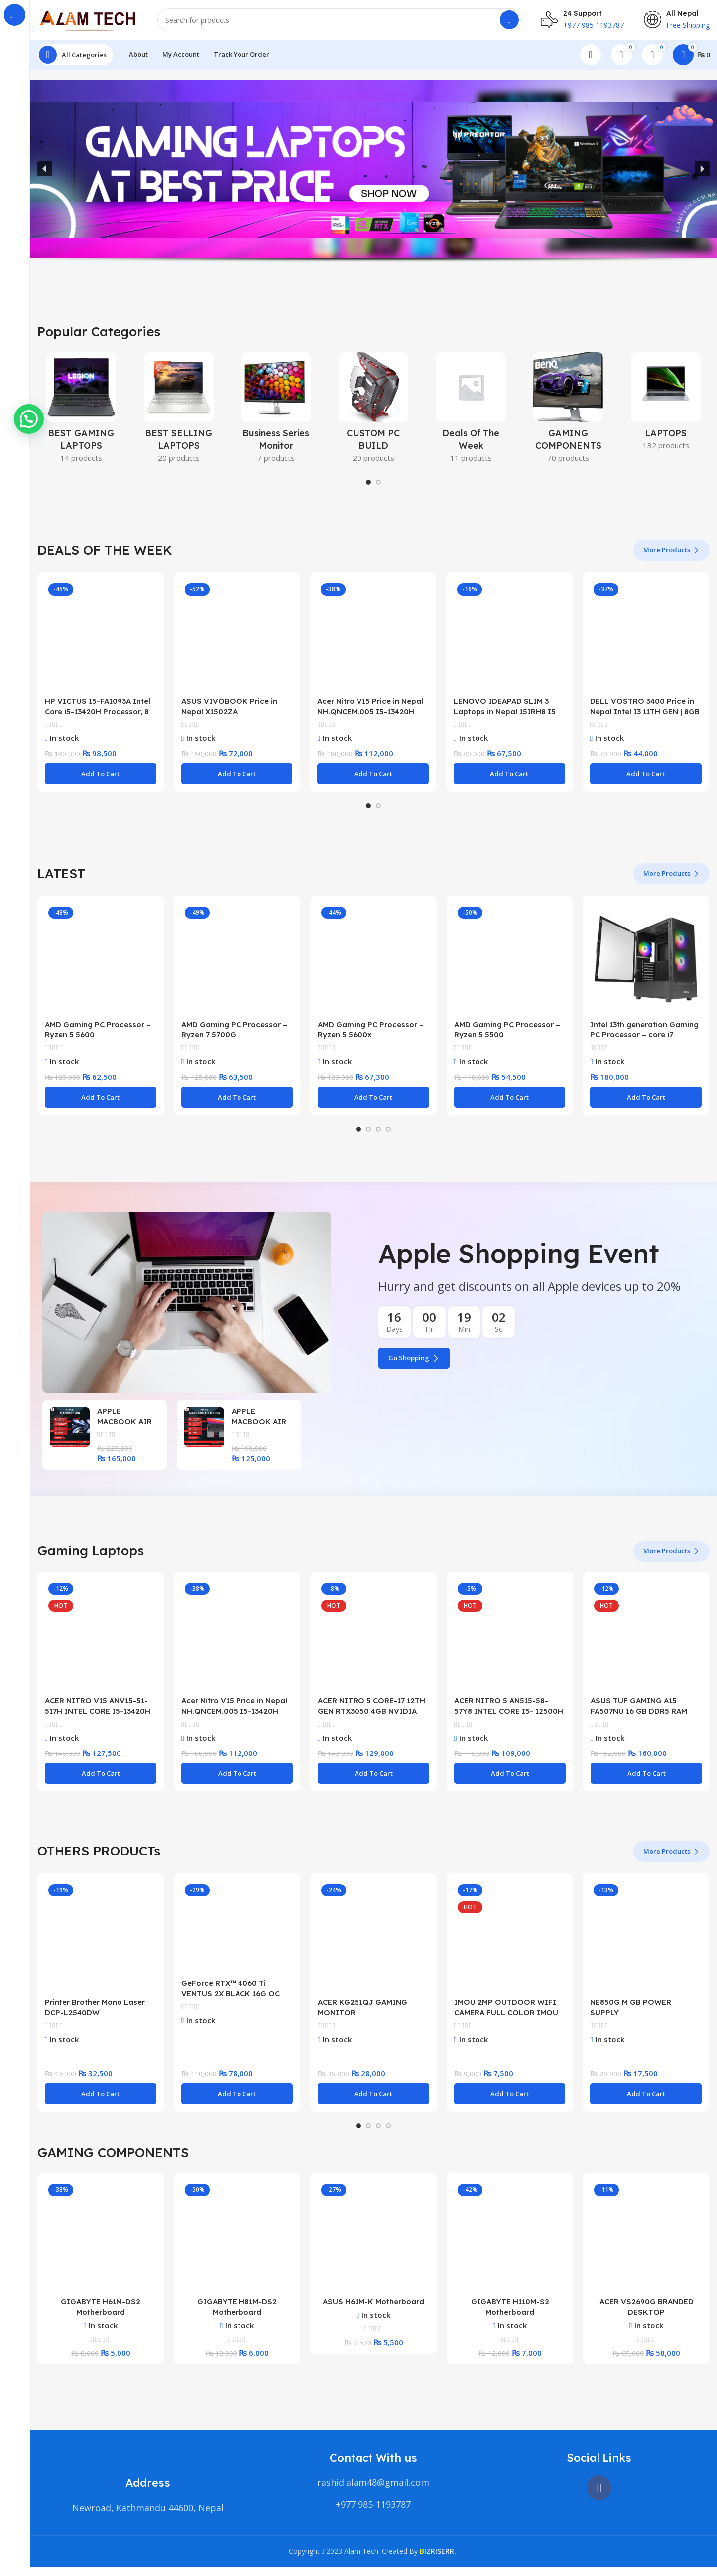 ALAM TECH
Search for products
24 Support
+977 985-1193787
All Nepal
Free Shipping
All Categories
About
My Account
Track Your Order
0
0
0
₨ 0
GAMING LAPTOPS
AT BEST PRICE
SHOP NOW
PREDATOR
RTX
ALAMTECH.COM.NP
Popular Categories
LEGION
BenQ
BEST GAMING
LAPTOPS
14 products
BEST SELLING
LAPTOPS
20 products
Business Series
Monitor
7 products
CUSTOM PC
BUILD
20 products
Deals Of The
Week
11 products
GAMING
COMPONENTS
70 products
LAPTOPS
132 products
DEALS OF THE WEEK
More Products
-45%
HP VICTUS 15-FA1093A Intel
Core i5-13420H Processor, 8
In stock
₨ 180,000 ₨ 98,500
Add To Cart
-52%
ASUS VIVOBOOK Price in
Nepal X1502ZA
In stock
₨ 150,000 ₨ 72,000
Add To Cart
-38%
Acer Nitro V15 Price in Nepal
NH.QNCEM.005 I5-13420H
In stock
₨ 180,000 ₨ 112,000
Add To Cart
-16%
LENOVO IDEAPAD SLIM 3
Laptops in Nepal 15IRH8 I5
In stock
₨ 80,000 ₨ 67,500
Add To Cart
-37%
DELL VOSTRO 3400 Price in
Nepal Intel I3 11TH GEN | 8GB
In stock
₨ 70,000 ₨ 44,000
Add To Cart
LATEST
More Products
-48%
AMD Gaming PC Processor –
Ryzen 5 5600
In stock
₨ 120,000 ₨ 62,500
Add To Cart
-49%
AMD Gaming PC Processor –
Ryzen 7 5700G
In stock
₨ 125,000 ₨ 63,500
Add To Cart
-44%
AMD Gaming PC Processor –
Ryzen 5 5600x
In stock
₨ 120,000 ₨ 67,300
Add To Cart
-50%
AMD Gaming PC Processor –
Ryzen 5 5500
In stock
₨ 110,000 ₨ 54,500
Add To Cart
Intel 13th generation Gaming
PC Processor – core i7
In stock
₨ 180,000
Add To Cart
Apple Shopping Event
Hurry and get discounts on all Apple devices up to 20%
16
Days
00
Hr
19
Min
02
Sc
Go Shopping
APPLE
MACBOOK AIR
₨ 225,000
₨ 165,000
APPLE
MACBOOK AIR
₨ 190,000
₨ 125,000
Gaming Laptops
More Products
-12%
HOT
ACER NITRO V15 ANV15-51-
517H INTEL CORE I5-13420H
In stock
₨ 145,000 ₨ 127,500
Add To Cart
-38%
Acer Nitro V15 Price in Nepal
NH.QNCEM.005 I5-13420H
In stock
₨ 180,000 ₨ 112,000
Add To Cart
-8%
HOT
ACER NITRO 5 CORE-17 12TH
GEN RTX3050 4GB NVIDIA
In stock
₨ 140,000 ₨ 129,000
Add To Cart
-5%
HOT
ACER NITRO 5 AN515-58-
57Y8 INTEL CORE I5- 12500H
In stock
₨ 115,000 ₨ 109,000
Add To Cart
-12%
HOT
ASUS TUF GAMING A15
FA507NU 16 GB DDR5 RAM
In stock
₨ 182,000 ₨ 160,000
Add To Cart
OTHERS PRODUCTs
More Products
-19%
Printer Brother Mono Laser
DCP-L2540DW
In stock
₨ 40,000 ₨ 32,500
Add To Cart
-29%
GeForce RTX™ 4060 Ti
VENTUS 2X BLACK 16G OC
In stock
₨ 110,000 ₨ 78,000
Add To Cart
-24%
ACER KG251QJ GAMING
MONITOR
In stock
₨ 36,800 ₨ 28,000
Add To Cart
-17%
HOT
IMOU 2MP OUTDOOR WIFI
CAMERA FULL COLOR IMOU
In stock
₨ 9,000 ₨ 7,500
Add To Cart
-13%
NE850G M GB POWER
SUPPLY
In stock
₨ 20,000 ₨ 17,500
Add To Cart
GAMING COMPONENTS
-38%
GIGABYTE H61M-DS2
Motherboard
In stock
₨ 8,000 ₨ 5,000
-50%
GIGABYTE H81M-DS2
Motherboard
In stock
₨ 12,000 ₨ 6,000
-27%
ASUS H61M-K Motherboard
In stock
₨ 7,500 ₨ 5,500
-42%
GIGABYTE H110M-S2
Motherboard
In stock
₨ 12,000 ₨ 7,000
-11%
ACER VS2690G BRANDED
DESKTOP
In stock
₨ 65,000 ₨ 58,000
Address
Newroad, Kathmandu 44600, Nepal
Contact With us
rashid.alam48@gmail.com
+977 985-1193787
Social Links
Copyright 2023 Alam Tech. Created By BIZRISERR.